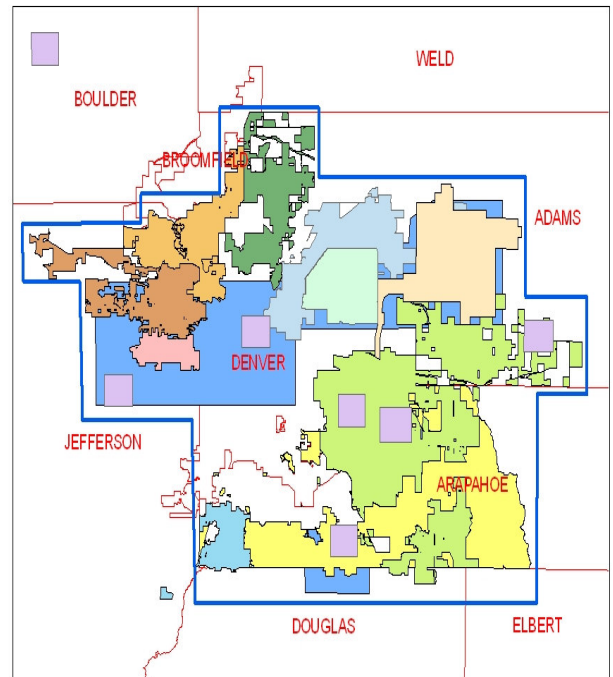 WELD
BOULDER
BROOMFIELD
ADAMS
DENVER
JEFFERSON
ARAPAHOE
DOUGLAS
ELBERT